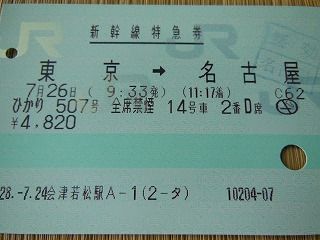 新幹線特急券
東京 → 名古屋
7月26日 ( 9:33発) (11:17着) C62
ひかり 507号 全席禁煙 14号車 2番D席
¥4,820
28.-7.24会津若松駅A-1(2-タ) 10204-07